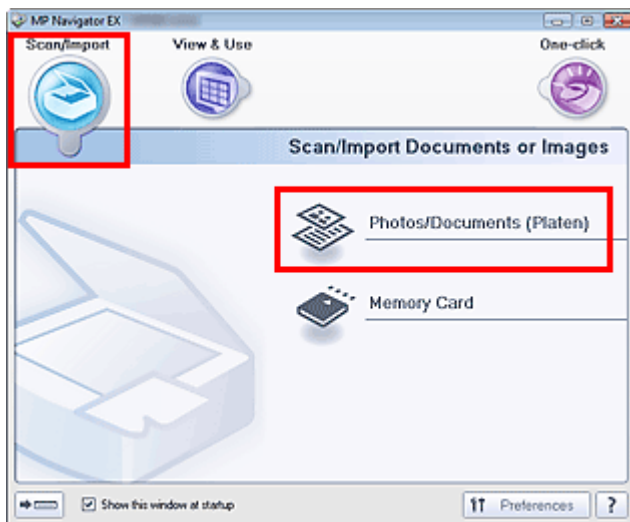 MP Navigator EX
Scan/Import
View & Use
One-click
Scan/Import Documents or Images
Photos/Documents (Platen)
Memory Card
Show this window at startup
Preferences
?